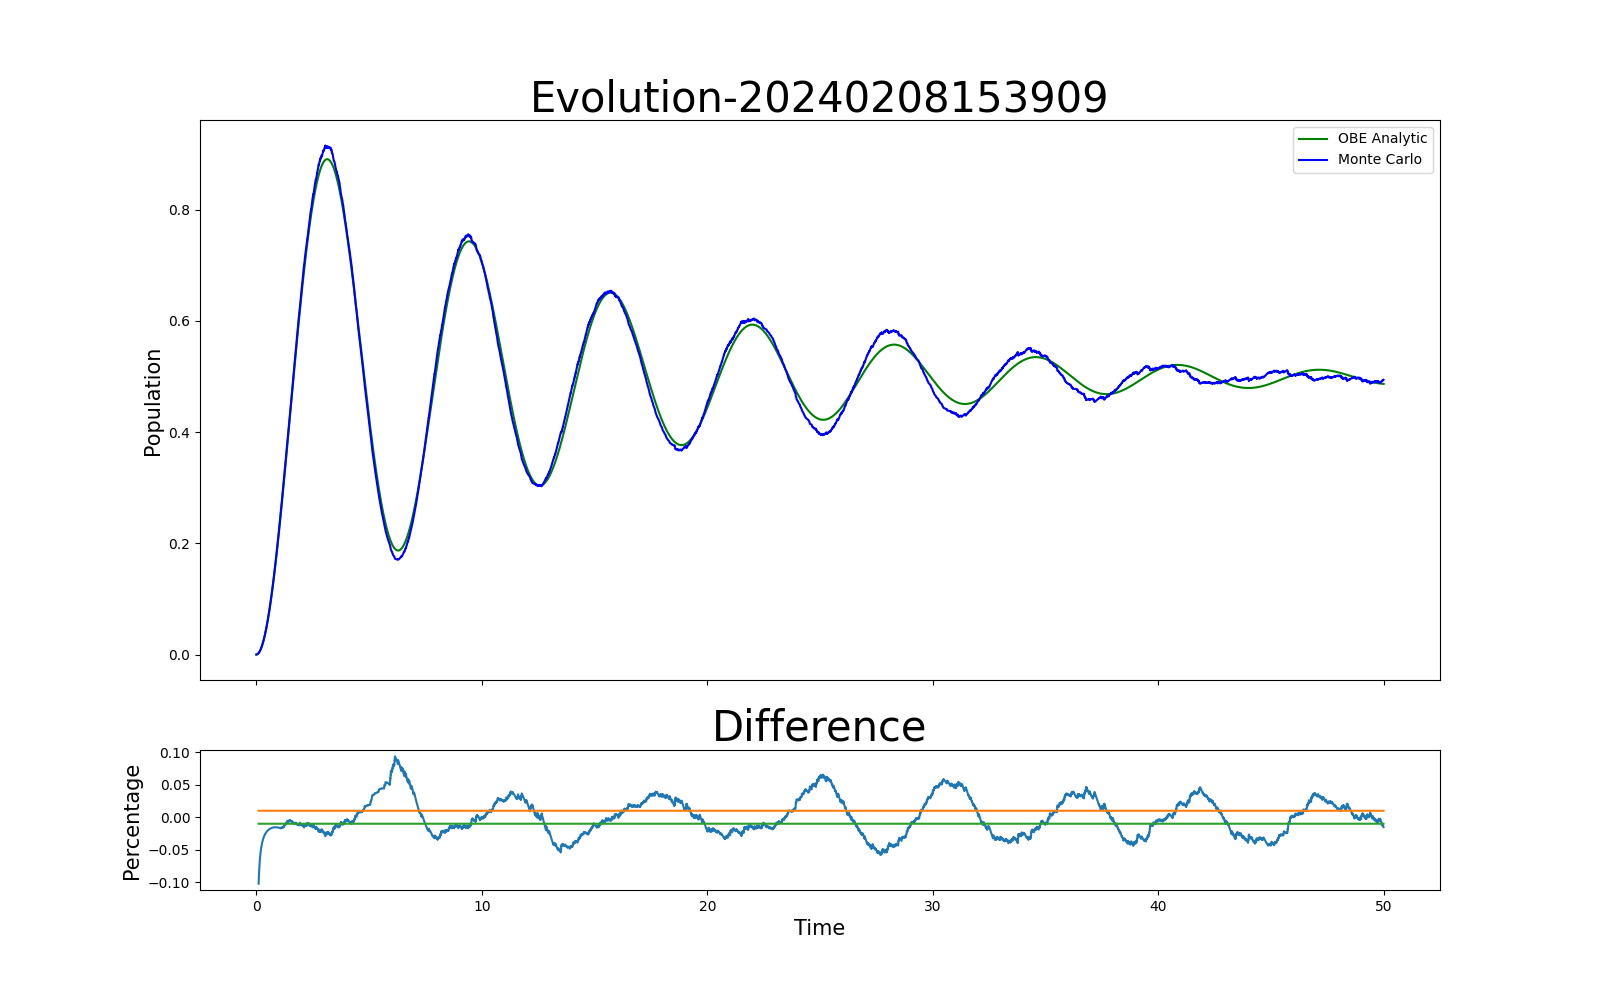 Evolution-20240208153909
OBE Analytic
Monte Carlo
0.8
0.6
0.4
0.2
0.0
Population
Difference
0.10
0.05
0.00
−0.05
−0.10
Percentage
0 10 20 30 40 50
Time